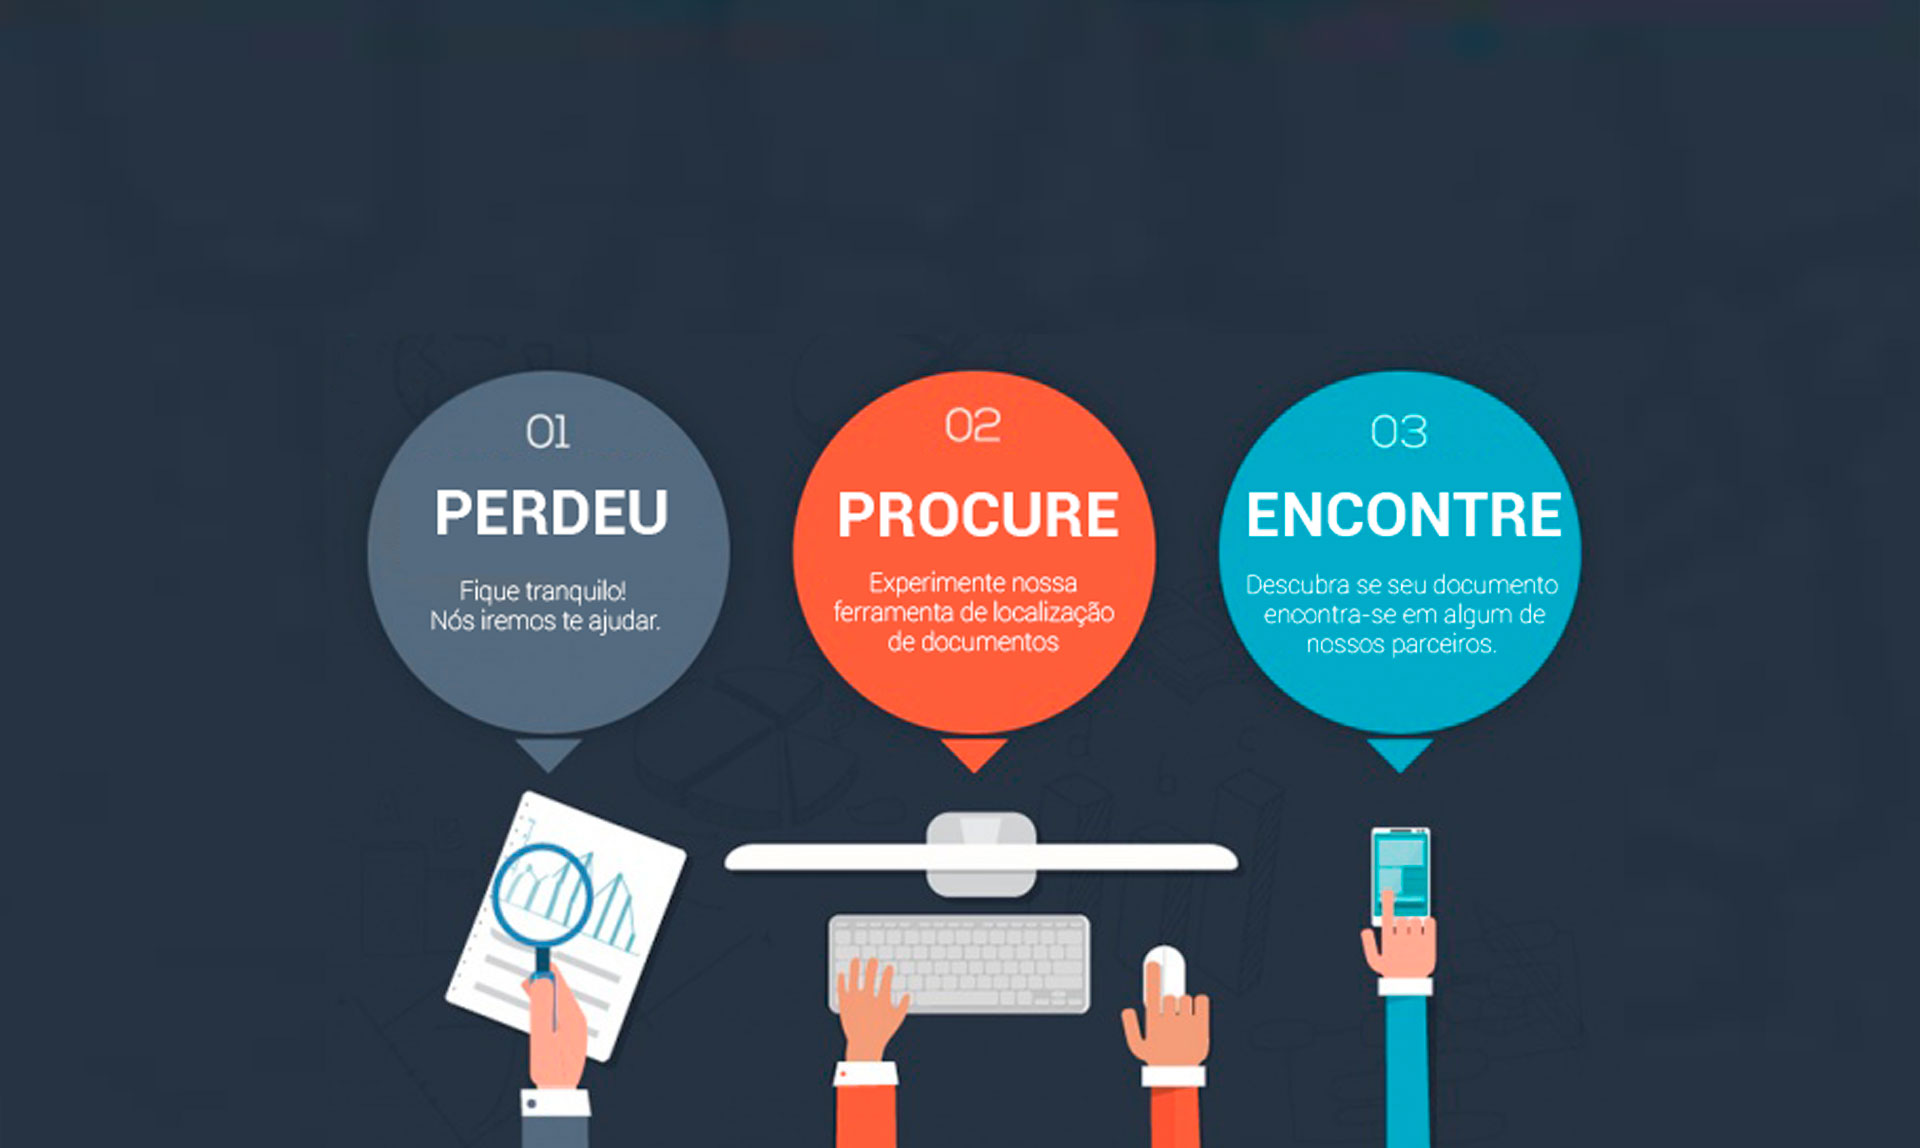 01
PERDEU
Fique tranquilo!
Nós iremos te ajudar.
02
PROCURE
Experimente nossa
ferramenta de localização
de documentos
03
ENCONTRE
Descubra se seu documento
encontra-se em algum de
nossos parceiros.